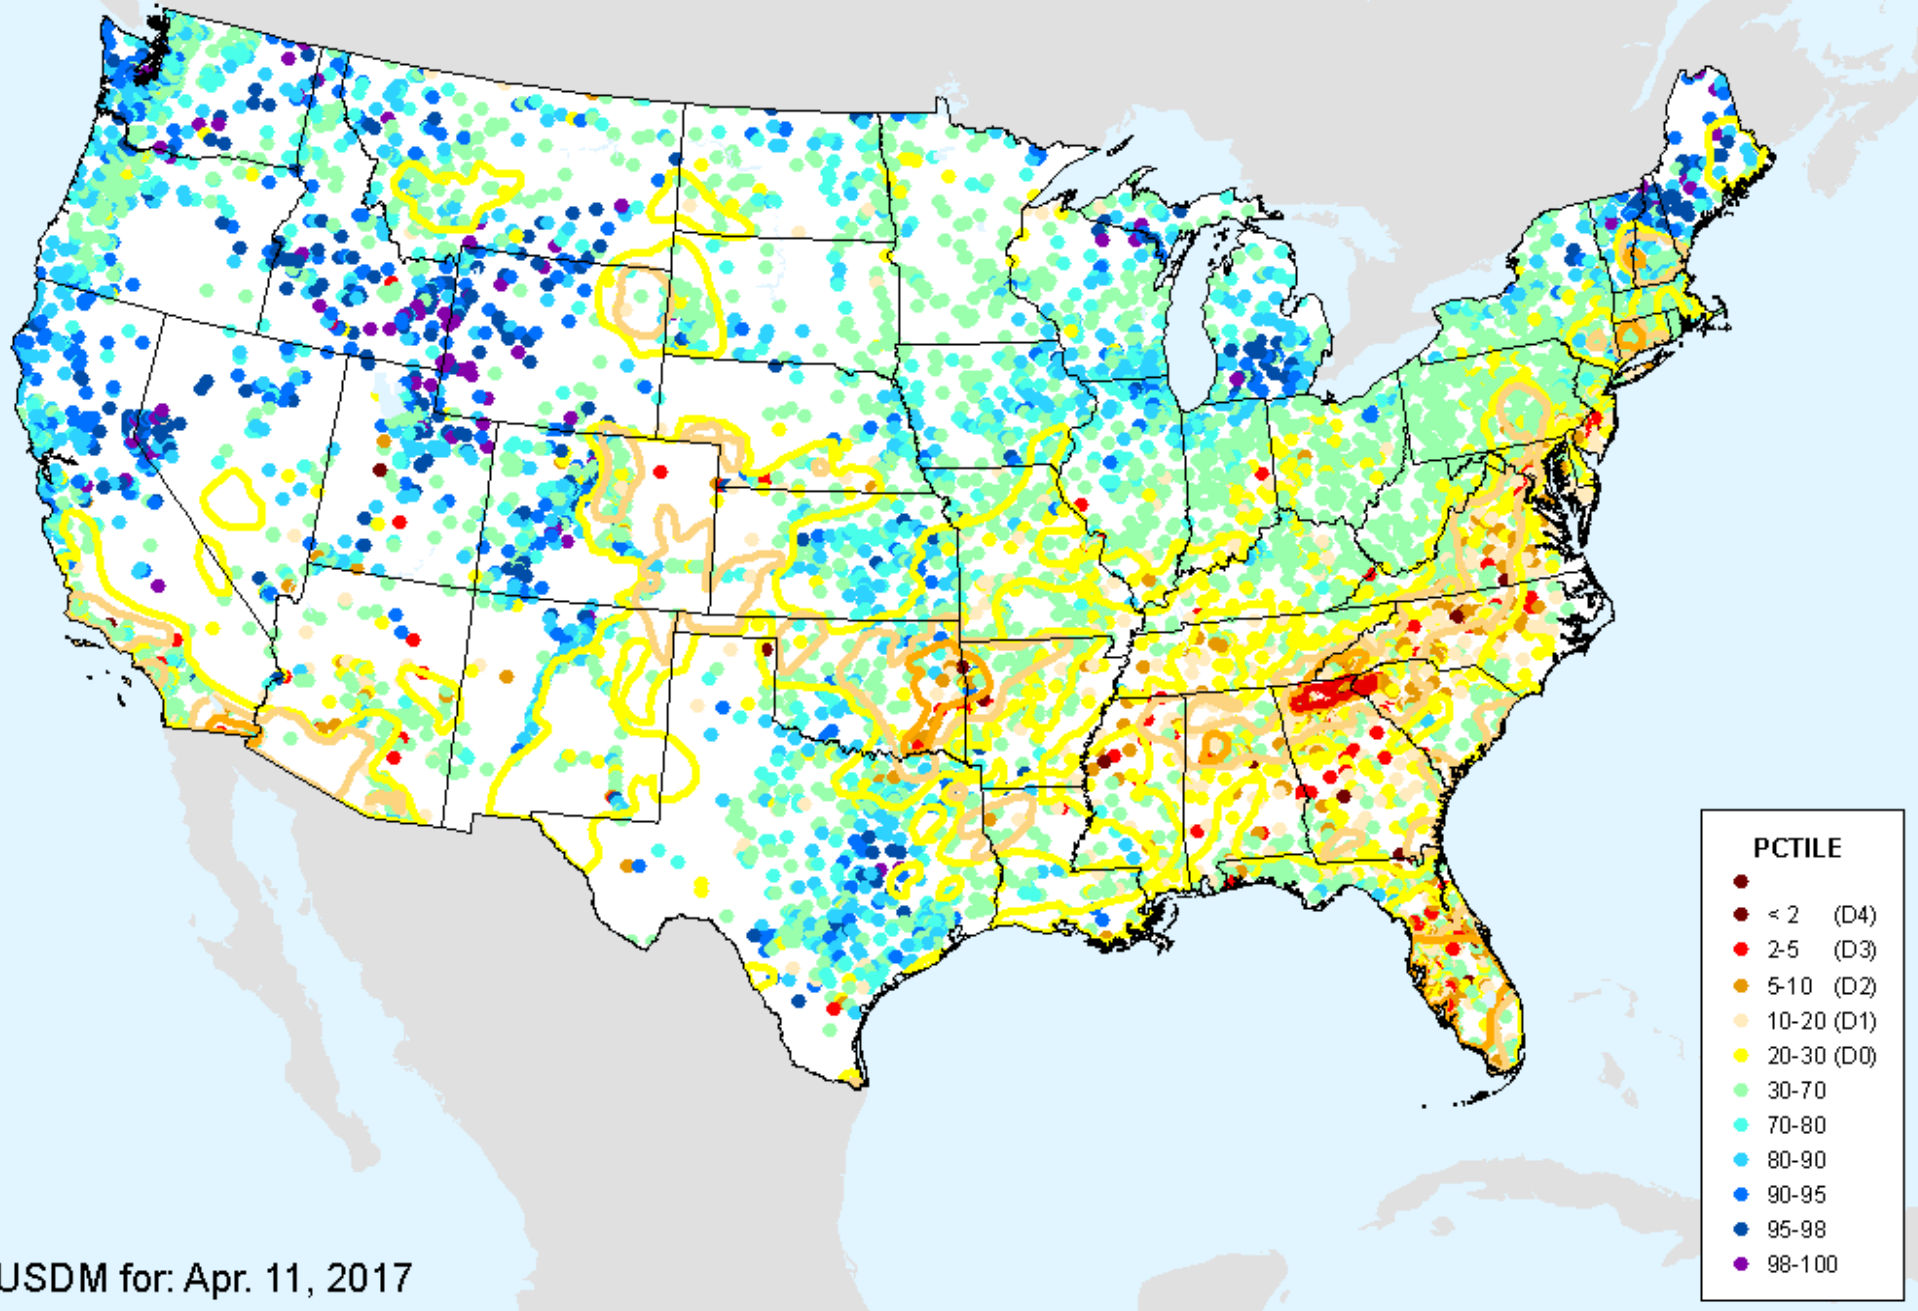 PCTILE
< 2 (D4)
2-5 (D3)
5-10 (D2)
10-20 (D1)
20-30 (D0)
30-70
70-80
80-90
90-95
95-98
98-100
USDM for: Apr. 11, 2017